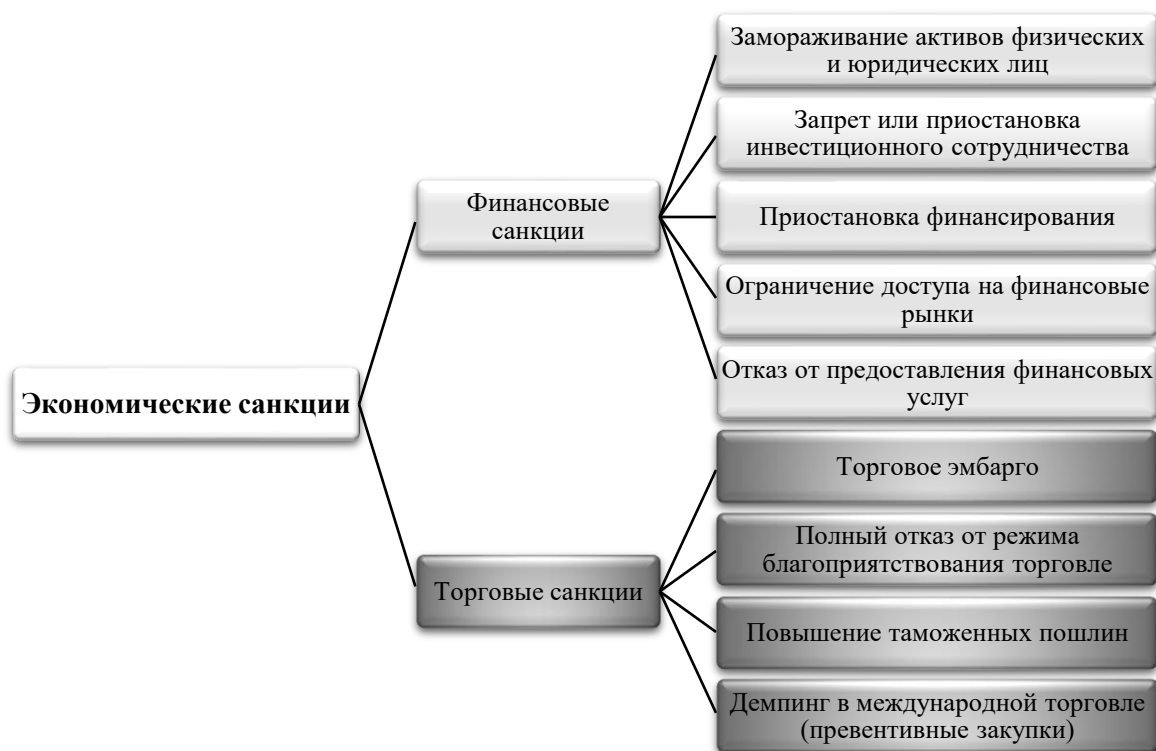 Замораживание активов физических
и юридических лиц
Запрет или приостановка
инвестиционного сотрудничества
Финансовые
санкции
Приостановка финансирования
Ограничение доступа на финансовые
рынки
Отказ от предоставления финансовых
услуг
Экономические санкции
Торговое эмбарго
Полный отказ от режима
благоприятствования торговле
Торговые санкции
Повышение таможенных пошлин
Демпинг в международной торговле
(превентивные закупки)